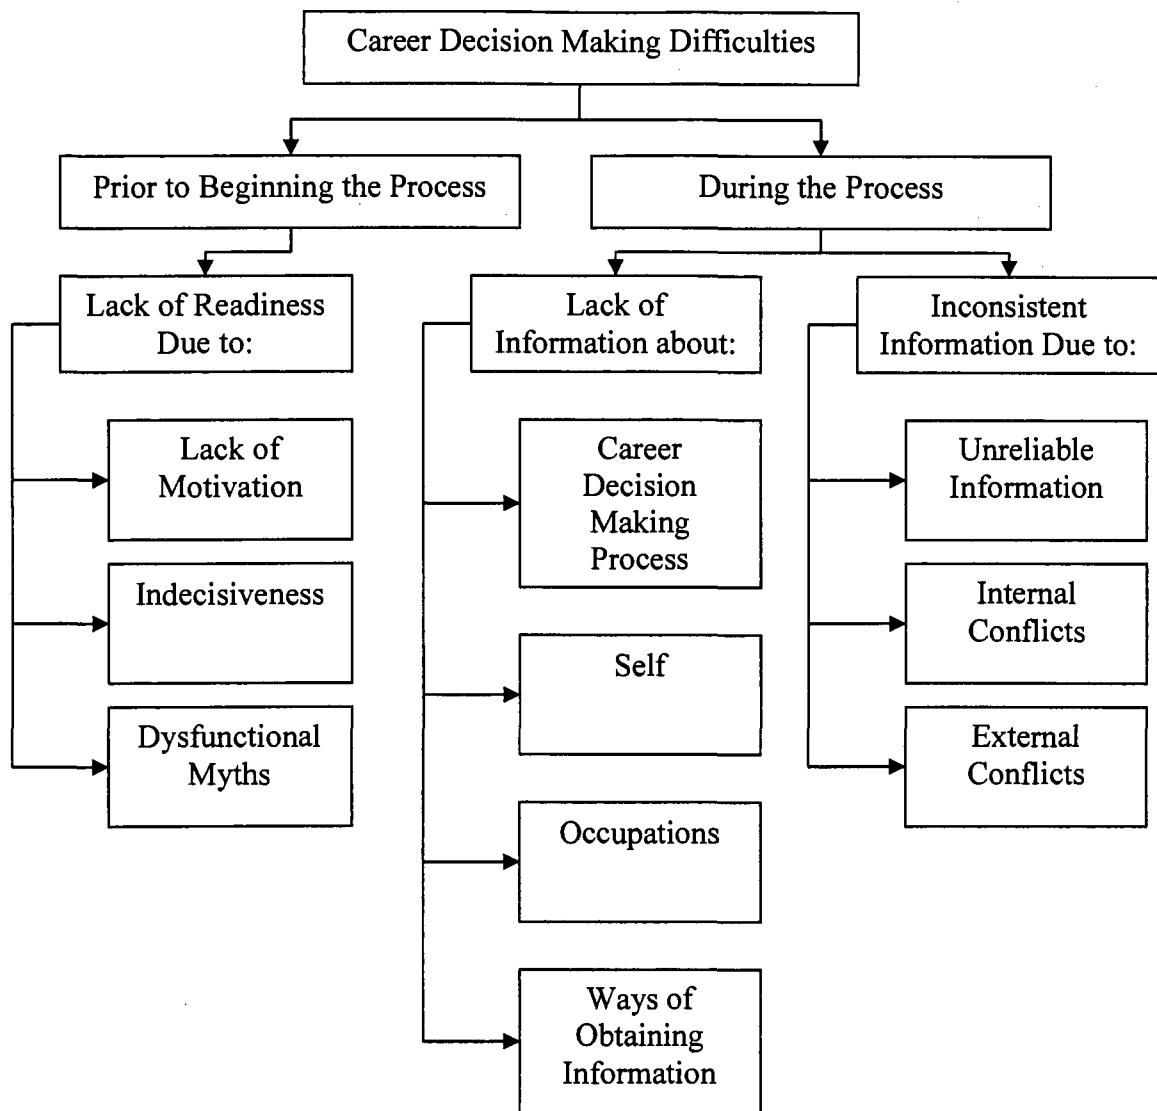 Career Decision Making Difficulties
Prior to Beginning the Process
During the Process
Lack of Readiness
Due to:
Lack of
Motivation
Indecisiveness
Dysfunctional
Myths
Lack of
Information about:
Career
Decision
Making
Process
Self
Occupations
Ways of
Obtaining
Information
Inconsistent
Information Due to:
Unreliable
Information
Internal
Conflicts
External
Conflicts